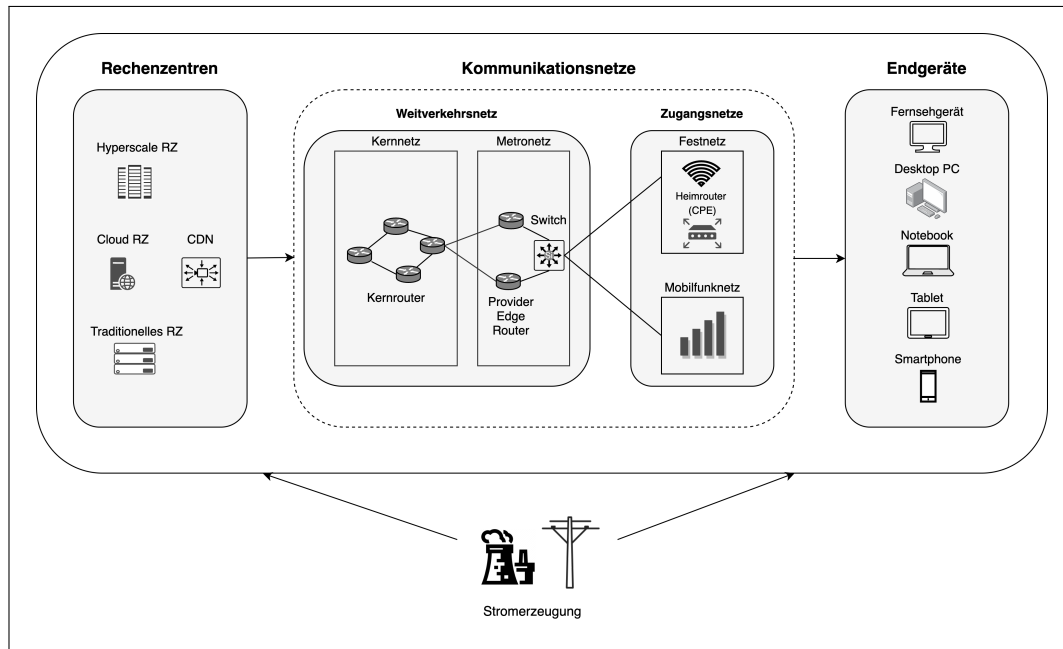 Rechenzentren
Hyperscale RZ
Cloud RZ
CDN
Traditionelles RZ
Kommunikationsnetze
Weitverkehrsnetz
Kernnetz
Kernrouter
Metronetz
Switch
Provider
Edge
Router
Zugangsnetze
Festnetz
Heimrouter
(CPE)
Mobilfunknetz
Endgeräte
Fernsehgerät
Desktop PC
Notebook
Tablet
Smartphone
Stromerzeugung